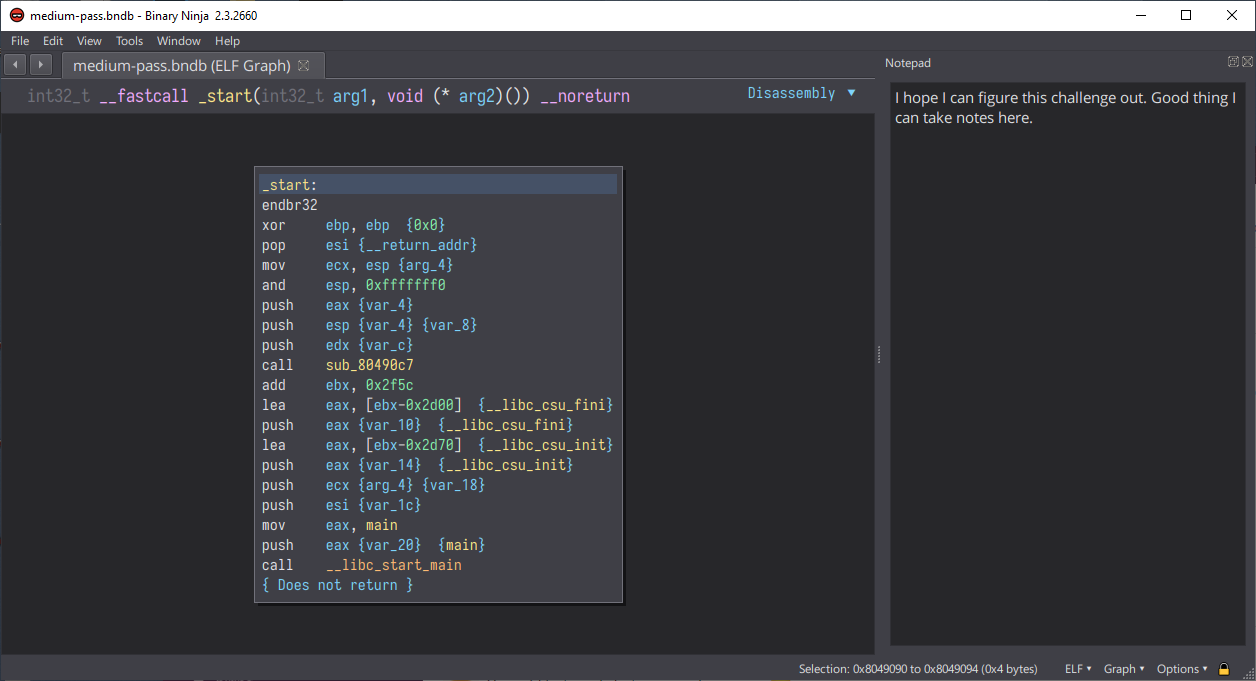 medium-pass.bndb - Binary Ninja 2.3.2660
File Edit View Tools Window Help
medium-pass.bndb (ELF Graph)
Notepad
int32_t __fastcall _start(int32_t arg1, void (* arg2)()) __noreturn
Disassembly
I hope I can figure this challenge out. Good thing I
can take notes here.
_start:
endbr32
xor ebp, ebp {0x0}
pop esi {__return_addr}
mov ecx, esp {arg_4}
and esp, 0xfffffff0
push eax {var_4}
push esp {var_4} {var_8}
push edx {var_c}
call sub_80490c7
add ebx, 0x2f5c
lea eax, [ebx-0x2d00] {__libc_csu_fini}
push eax {var_10} {__libc_csu_fini}
lea eax, [ebx-0x2d70] {__libc_csu_init}
push eax {var_14} {__libc_csu_init}
push ecx {arg_4} {var_18}
push esi {var_1c}
mov eax, main
push eax {var_20} {main}
call __libc_start_main
{ Does not return }
Selection: 0x8049090 to 0x8049094 (0x4 bytes)
ELF Graph Options